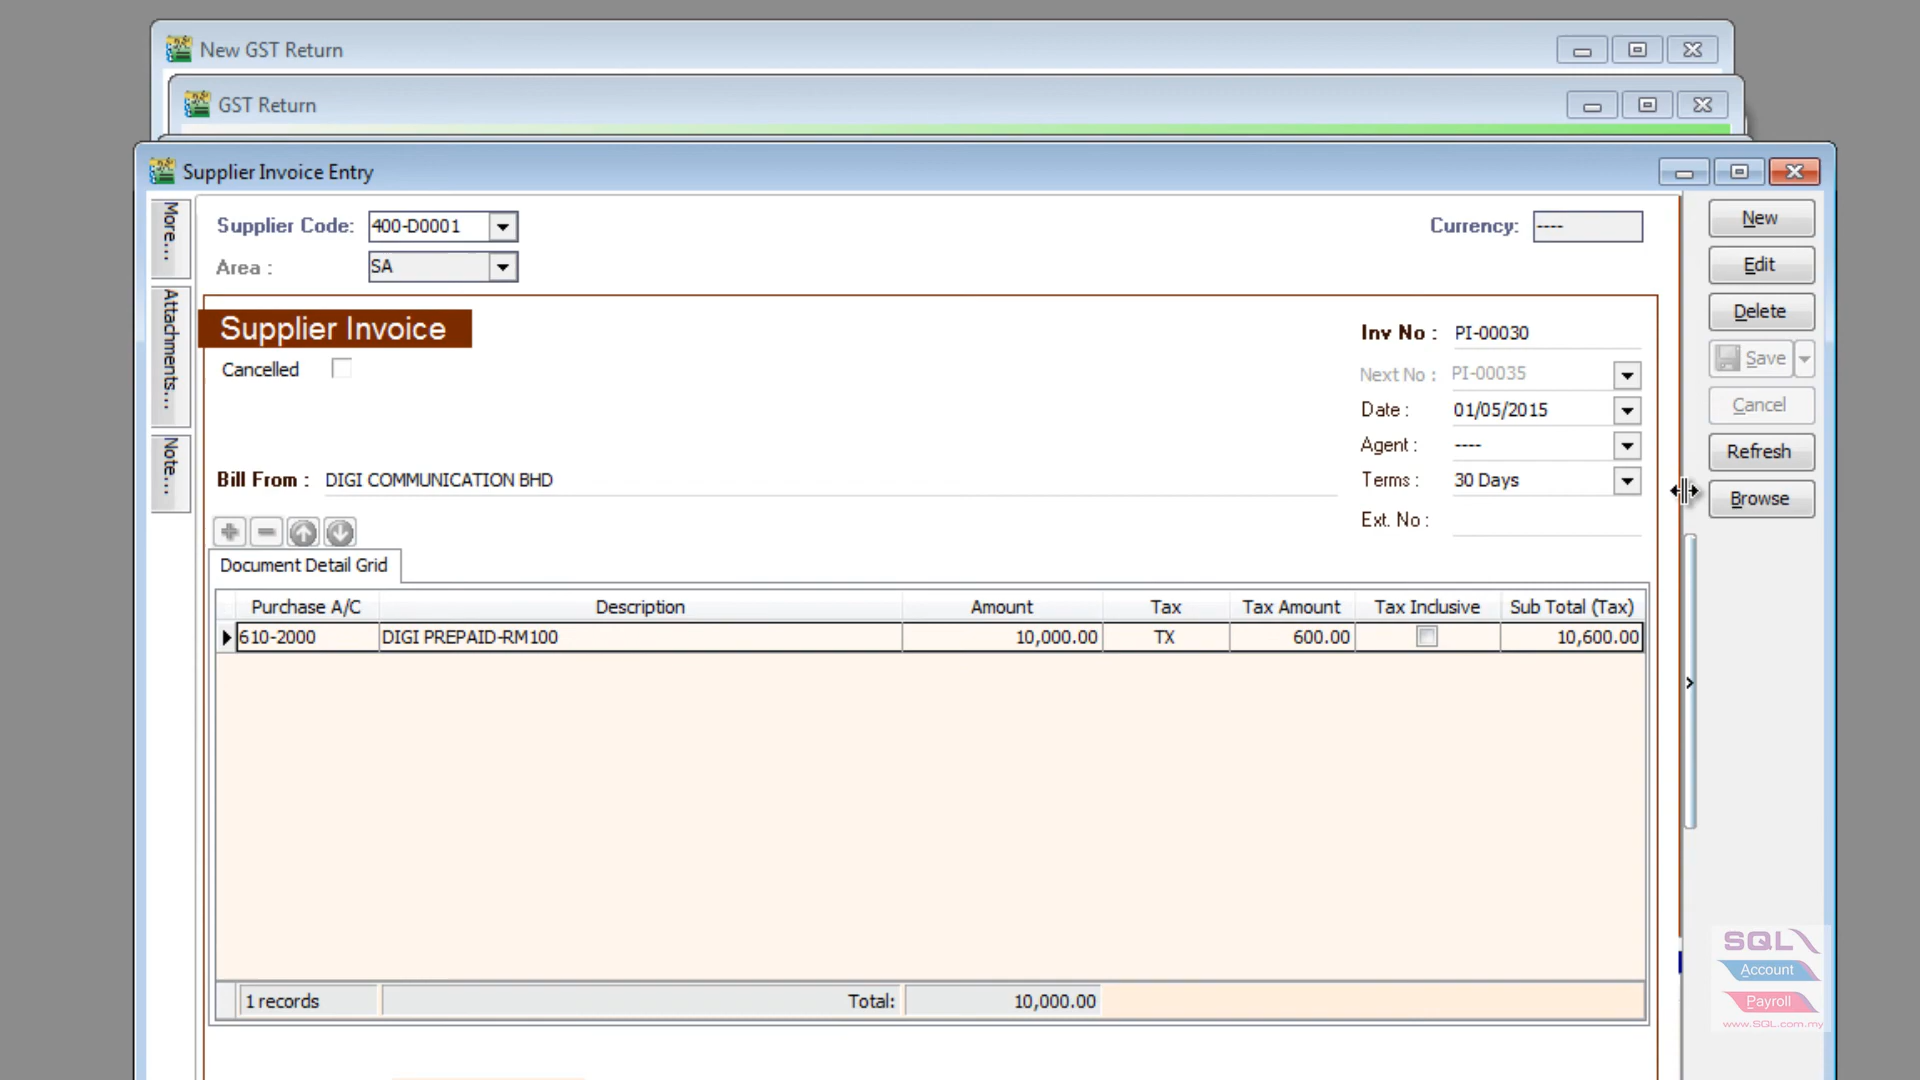 New GST Return
GST Return
Supplier Invoice Entry
More...
Attachments...
Note...
Supplier Code: 400-D0001
Currency: ----
Area : SA
Supplier Invoice
Cancelled
Inv No : PI-00030
Next No : PI-00035
Date : 01/05/2015
Agent : ----
Bill From : DIGI COMMUNICATION BHD
Terms : 30 Days
Ext. No :
New
Edit
Delete
Save
Cancel
Refresh
Browse
Document Detail Grid
Purchase A/C Description Amount Tax Tax Amount Tax Inclusive Sub Total (Tax)
610-2000 DIGI PREPAID-RM100 10,000.00 TX 600.00 10,600.00
1 records Total: 10,000.00
SQL
Account
Payroll
www.SQL.com.my